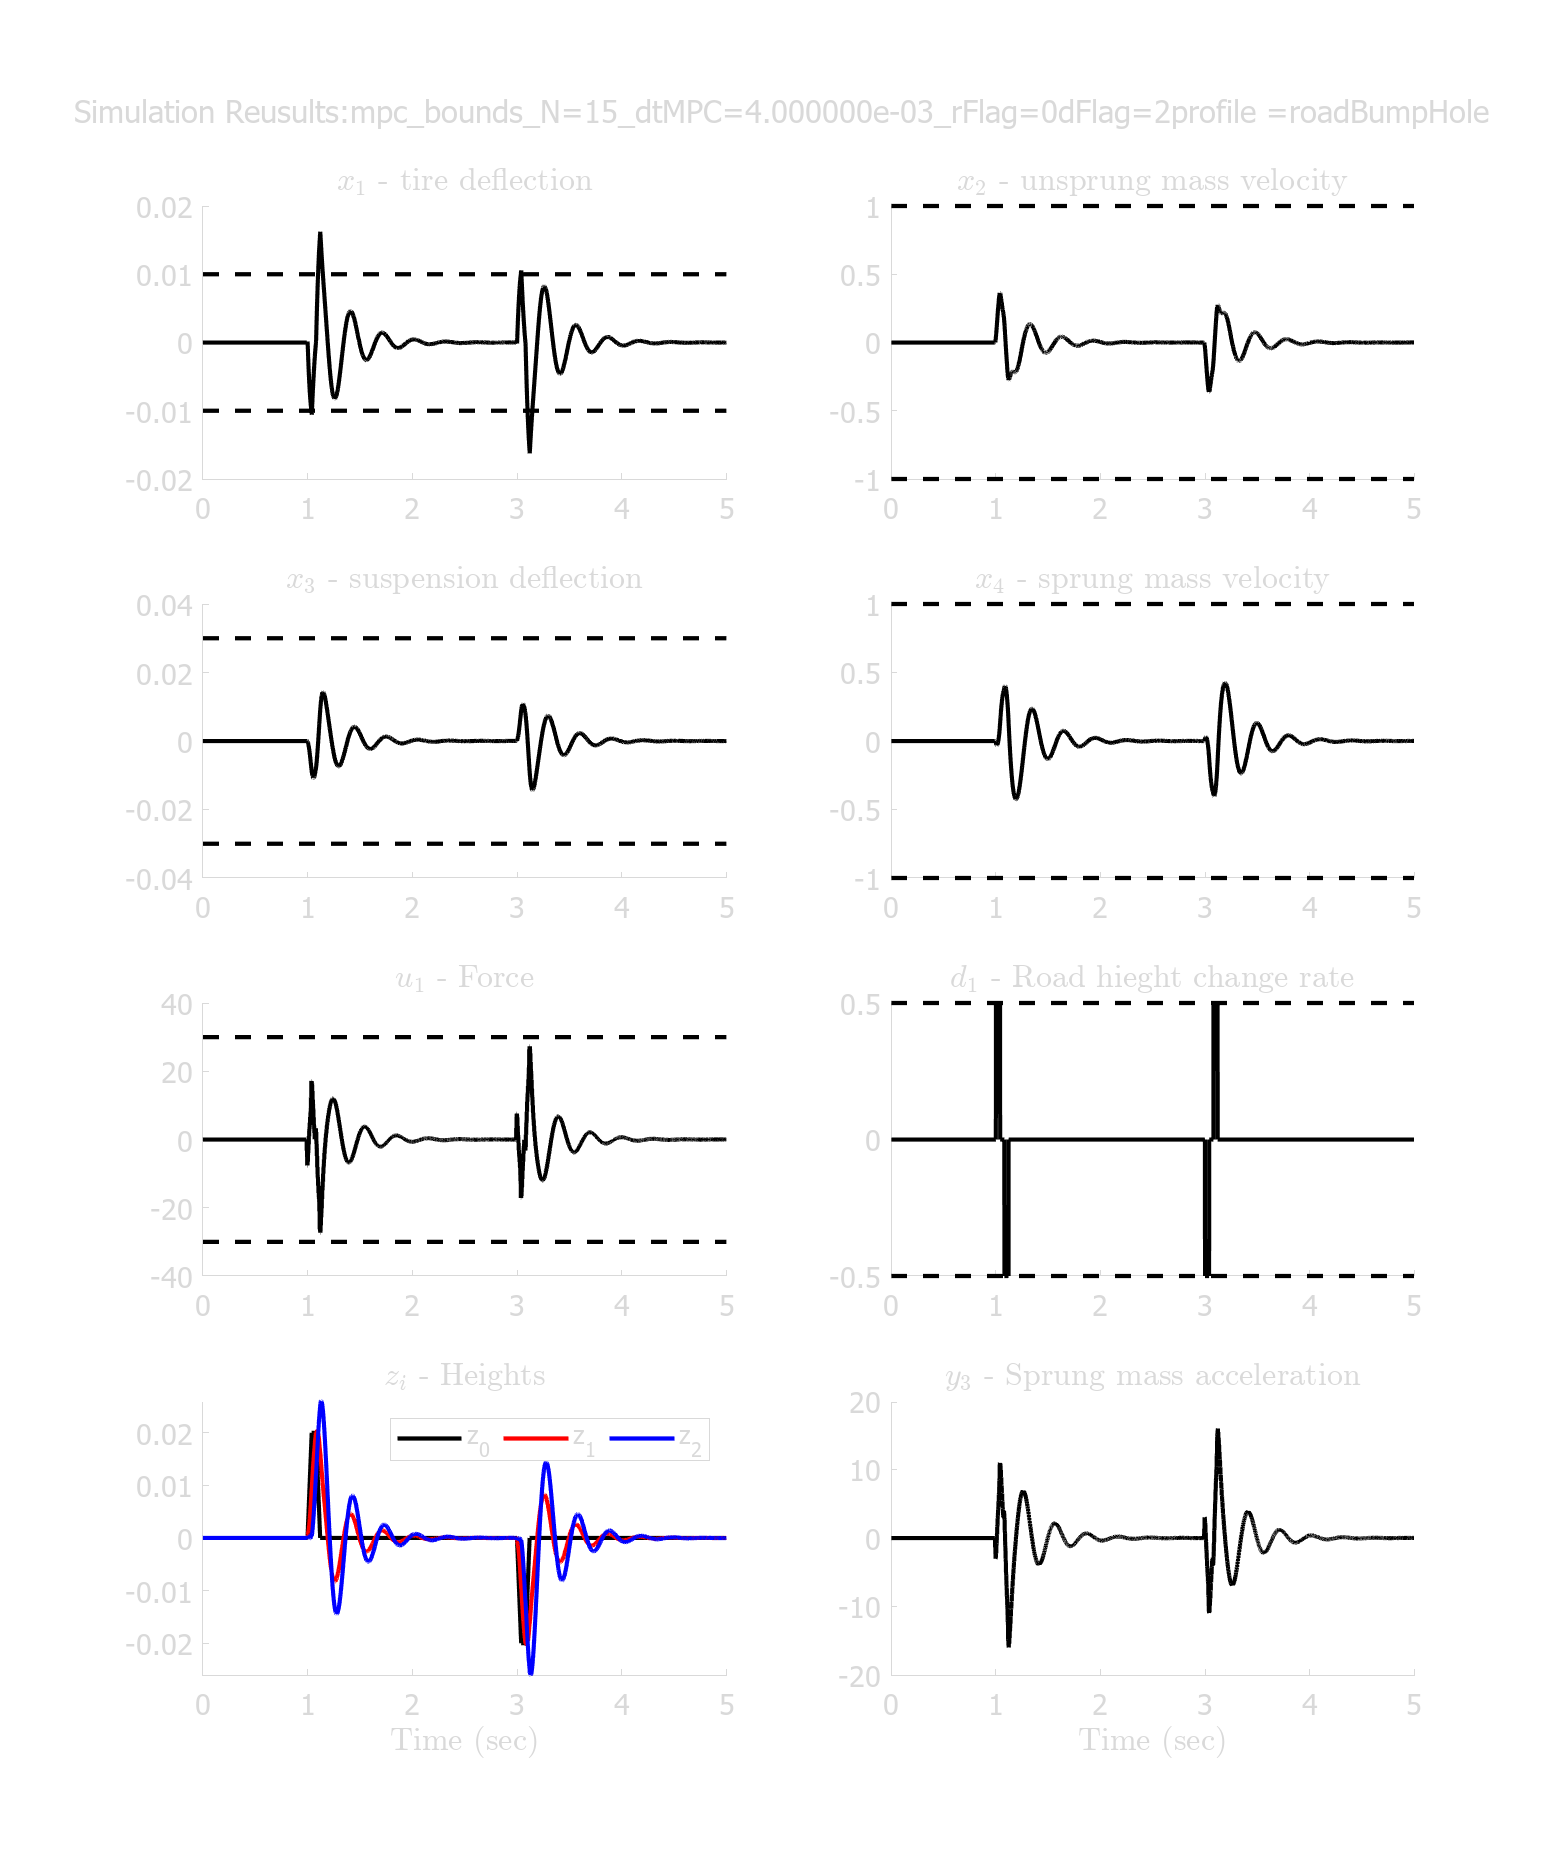 Simulation Reusults:mpc_bounds_N=15_dtMPC=4.000000e-03_rFlag=0dFlag=2profile =roadBumpHole
x₁ - tire deflection
0.02
0.01
0
-0.01
-0.02
0 1 2 3 4 5
x₂ - unsprung mass velocity
1
0.5
0
-0.5
-1
0 1 2 3 4 5
x₃ - suspension deflection
0.04
0.02
0
-0.02
-0.04
0 1 2 3 4 5
x₄ - sprung mass velocity
1
0.5
0
-0.5
-1
0 1 2 3 4 5
u₁ - Force
40
20
0
-20
-40
0 1 2 3 4 5
d₁ - Road hieght change rate
0.5
0
-0.5
0 1 2 3 4 5
zᵢ - Heights
z₀ z₁ z₂
0.02
0.01
0
-0.01
-0.02
0 1 2 3 4 5
Time (sec)
y₃ - Sprung mass acceleration
20
10
0
-10
-20
0 1 2 3 4 5
Time (sec)